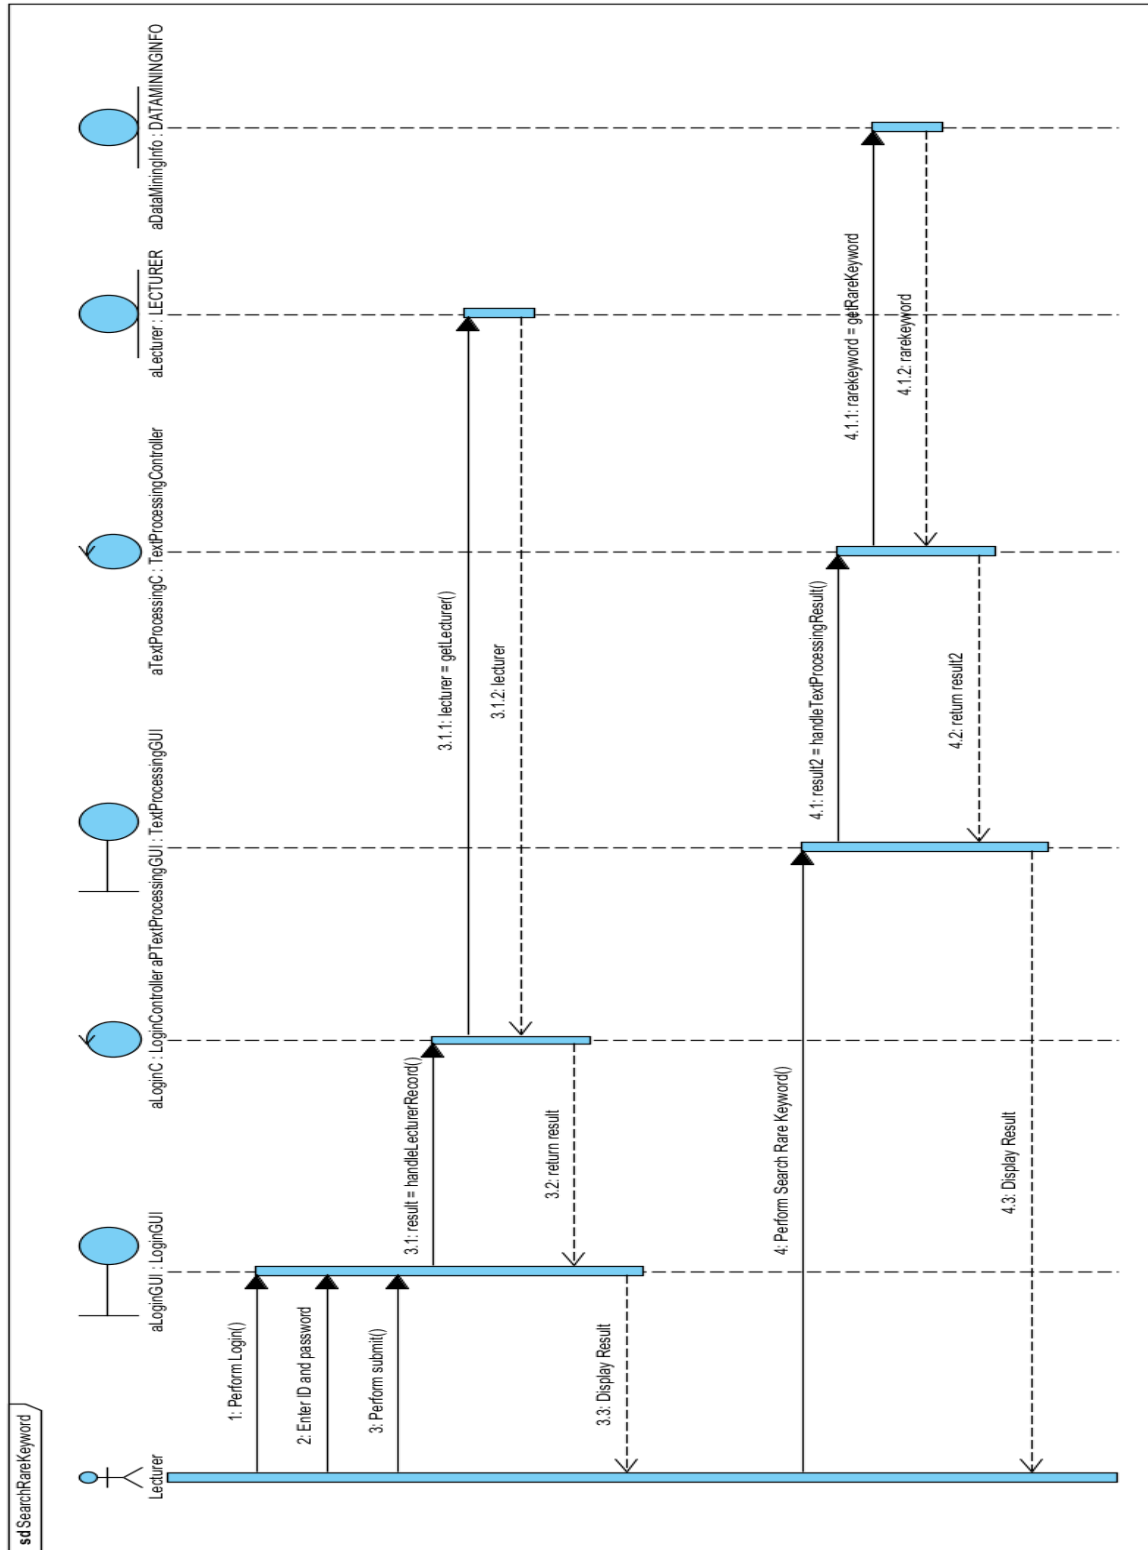 sd SearchRareKeyword
Lecturer
aLoginGUI : LoginGUI
aLoginC : LoginController
aPTextProcessingGUI : TextProcessingGUI
aTextProcessingC : TextProcessingController
aLecturer : LECTURER
aDataMiningInfo : DATAMININGINFO
1: Perform Login()
2: Enter ID and password
3: Perform submit()
3.1: result = handleLecturerRecord()
3.1.1: lecturer = getLecturer()
3.1.2: lecturer
3.2: return result
3.3: Display Result
4: Perform Search Rare Keyword()
4.1: result2 = handleTextProcessingResult()
4.1.1: rarekeyword = getRareKeyword
4.1.2: rarekeyword
4.2: return result2
4.3: Display Result